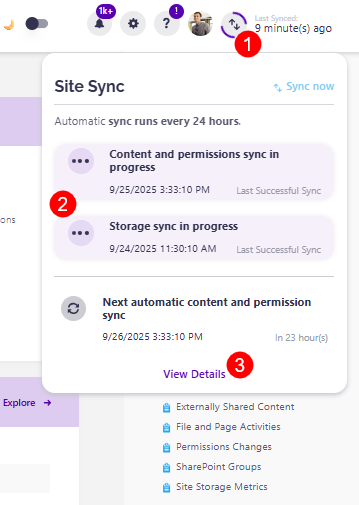 1k+
!
?
Last Synced:
9 minute(s) ago
1
Site Sync
Sync now
Automatic sync runs every 24 hours.
Content and permissions sync in
progress
9/25/2025 3:33:10 PM
Last Successful Sync
2
Storage sync in progress
9/24/2025 11:30:10 AM
Last Successful Sync
ons
Next automatic content and permission
sync
9/26/2025 3:33:10 PM
In 23 hour(s)
View Details
3
Explore →
Externally Shared Content
File and Page Activities
Permissions Changes
SharePoint Groups
Site Storage Metrics